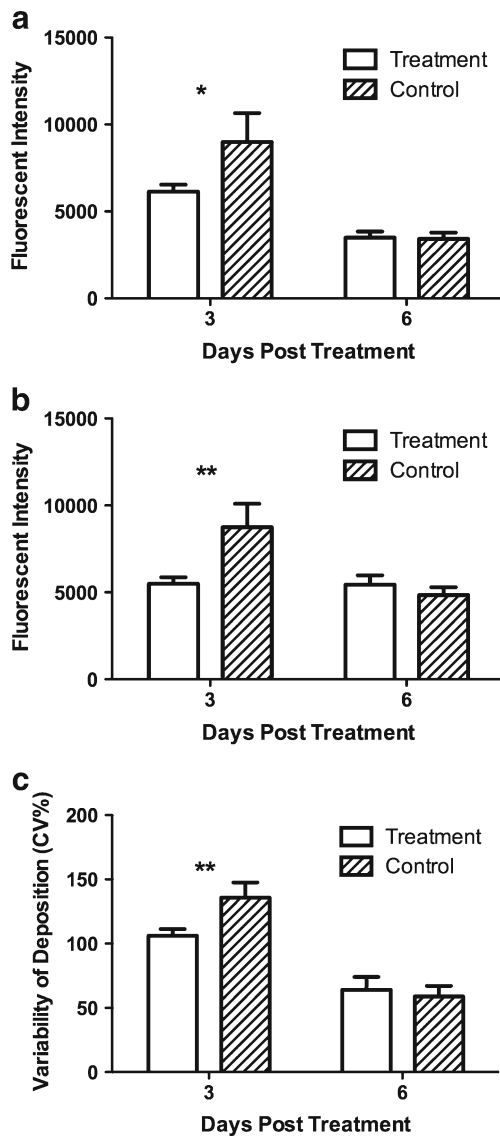 a
Fluorescent Intensity
15000
10000
5000
0
*
Treatment
Control
3 6
Days Post Treatment
b
Fluorescent Intensity
15000
10000
5000
0
**
Treatment
Control
3 6
Days Post Treatment
c
Variability of Deposition (CV%)
200
150
100
50
0
**
Treatment
Control
3 6
Days Post Treatment